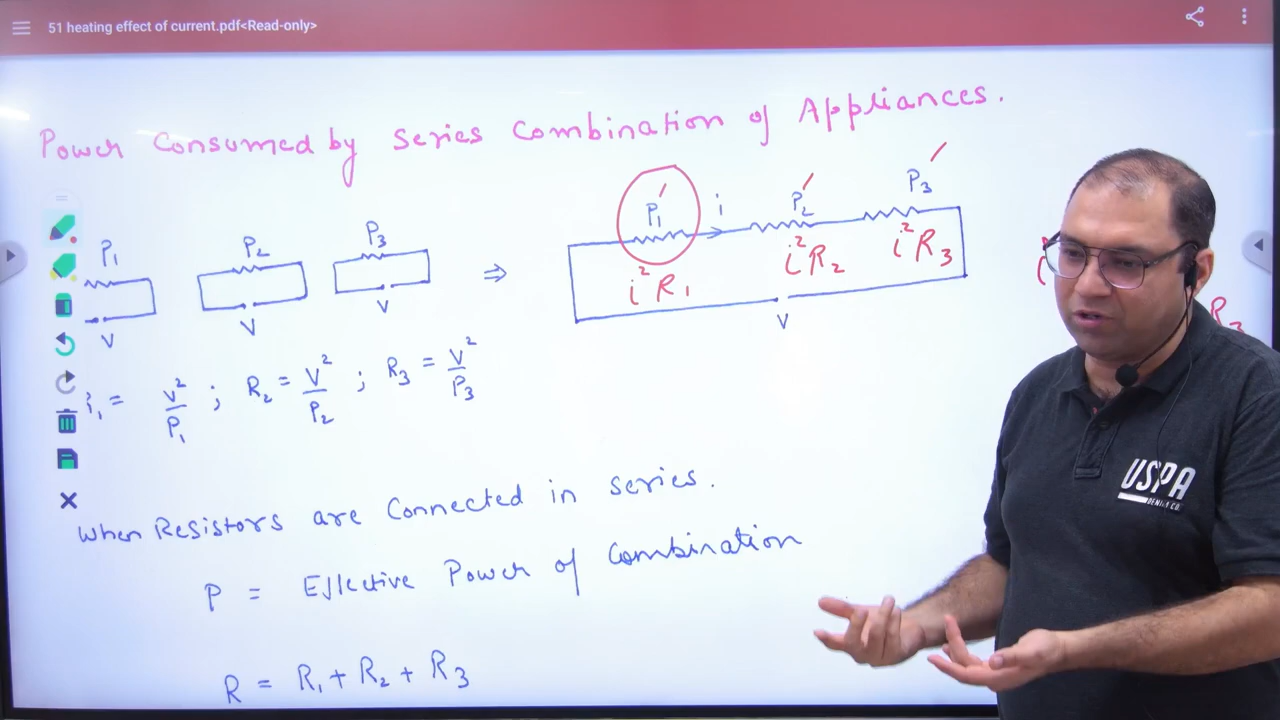 51 heating effect of current.pdf<Read-only>
Power Consumed by Series Combination of Appliances.
P₁ P₂ P₃ ⇒ P₁′ i P₂′ P₃′
V V V i²R₁ i²R₂ i²R₃ V
R₁ = V²/P₁ ; R₂ = V²/P₂ ; R₃ = V²/P₃
When Resistors are Connected in series.
P = Effective Power of Combination
R = R₁ + R₂ + R₃
USPA
DENIM CO.